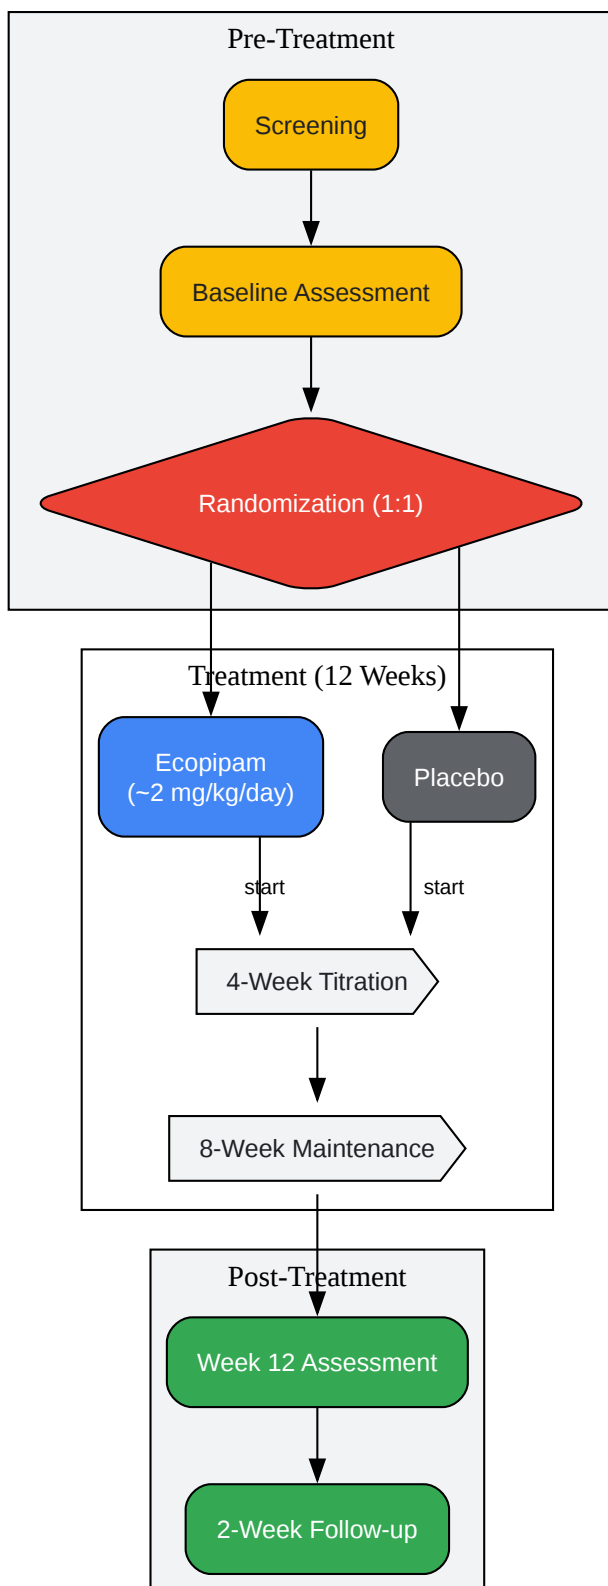 Pre-Treatment
Screening
Baseline Assessment
Randomization (1:1)
Treatment (12 Weeks)
Ecopipam
(~2 mg/kg/day)
Placebo
start
start
4-Week Titration
8-Week Maintenance
Post-Treatment
Week 12 Assessment
2-Week Follow-up